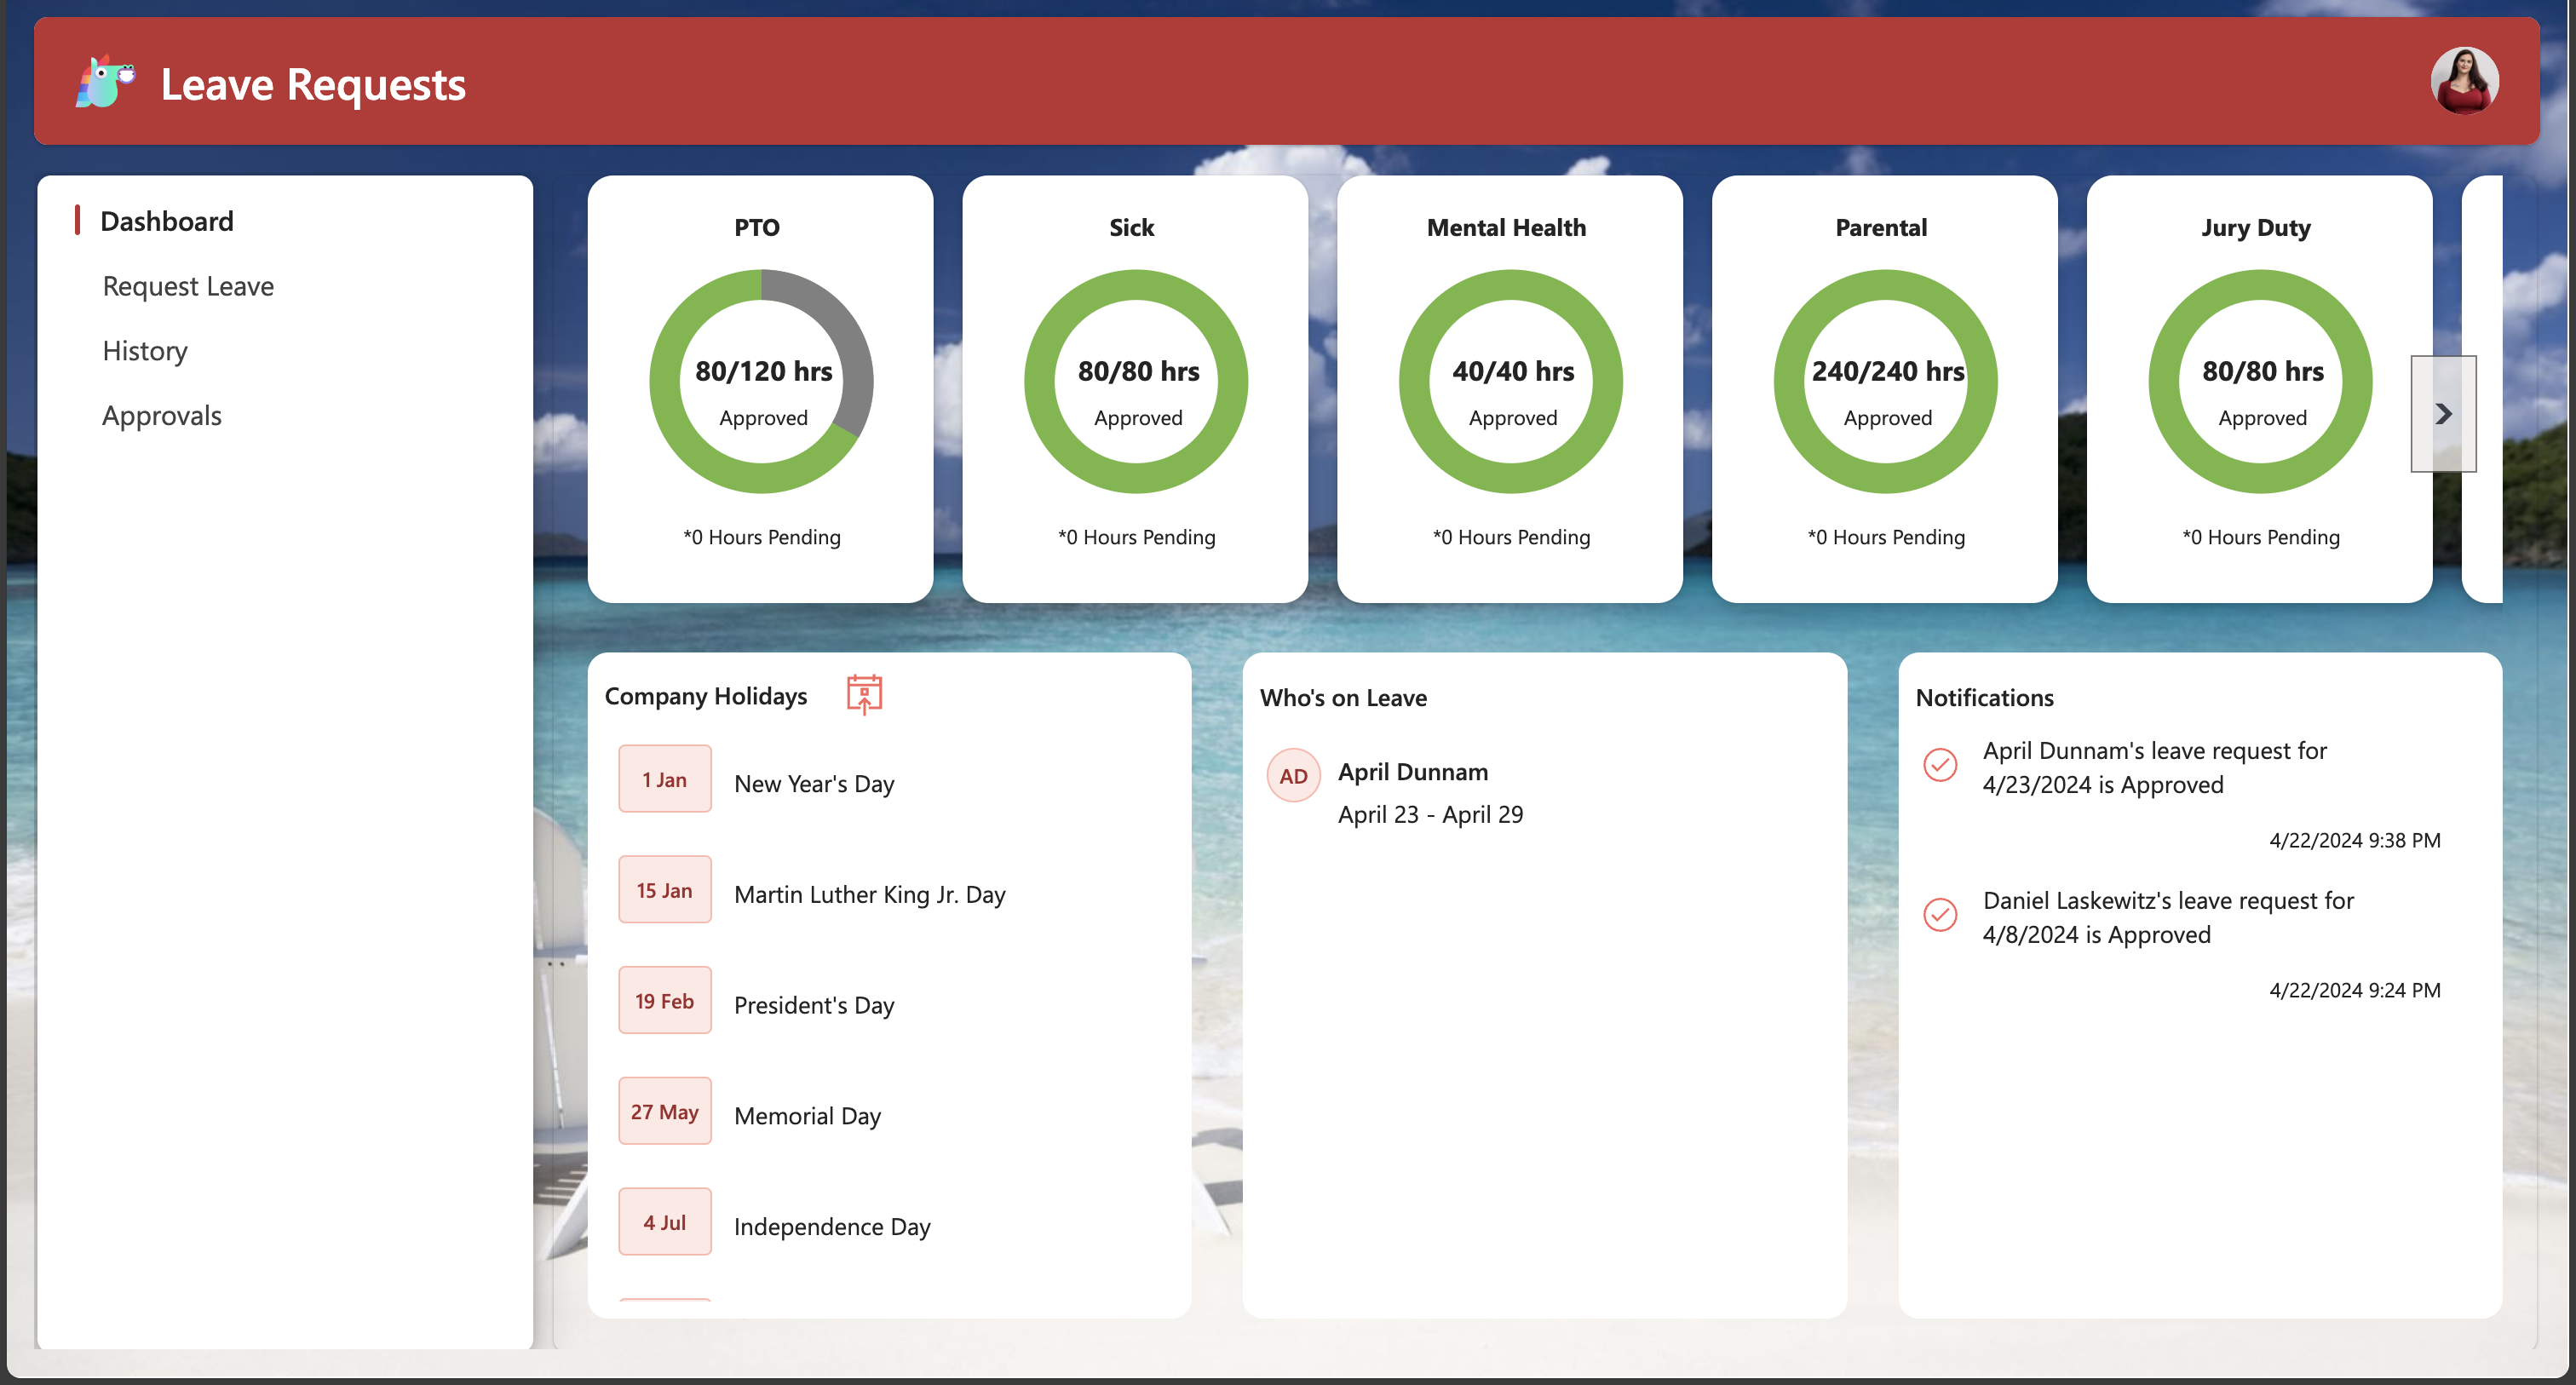 Leave Requests
Dashboard
Request Leave
History
Approvals
PTO
80/120 hrs
Approved
*0 Hours Pending
Sick
80/80 hrs
Approved
*0 Hours Pending
Mental Health
40/40 hrs
Approved
*0 Hours Pending
Parental
240/240 hrs
Approved
*0 Hours Pending
Jury Duty
80/80 hrs
Approved
*0 Hours Pending
Company Holidays
1 Jan
New Year's Day
15 Jan
Martin Luther King Jr. Day
19 Feb
President's Day
27 May
Memorial Day
4 Jul
Independence Day
Who's on Leave
AD
April Dunnam
April 23 - April 29
Notifications
April Dunnam's leave request for
4/23/2024 is Approved
4/22/2024 9:38 PM
Daniel Laskewitz's leave request for
4/8/2024 is Approved
4/22/2024 9:24 PM